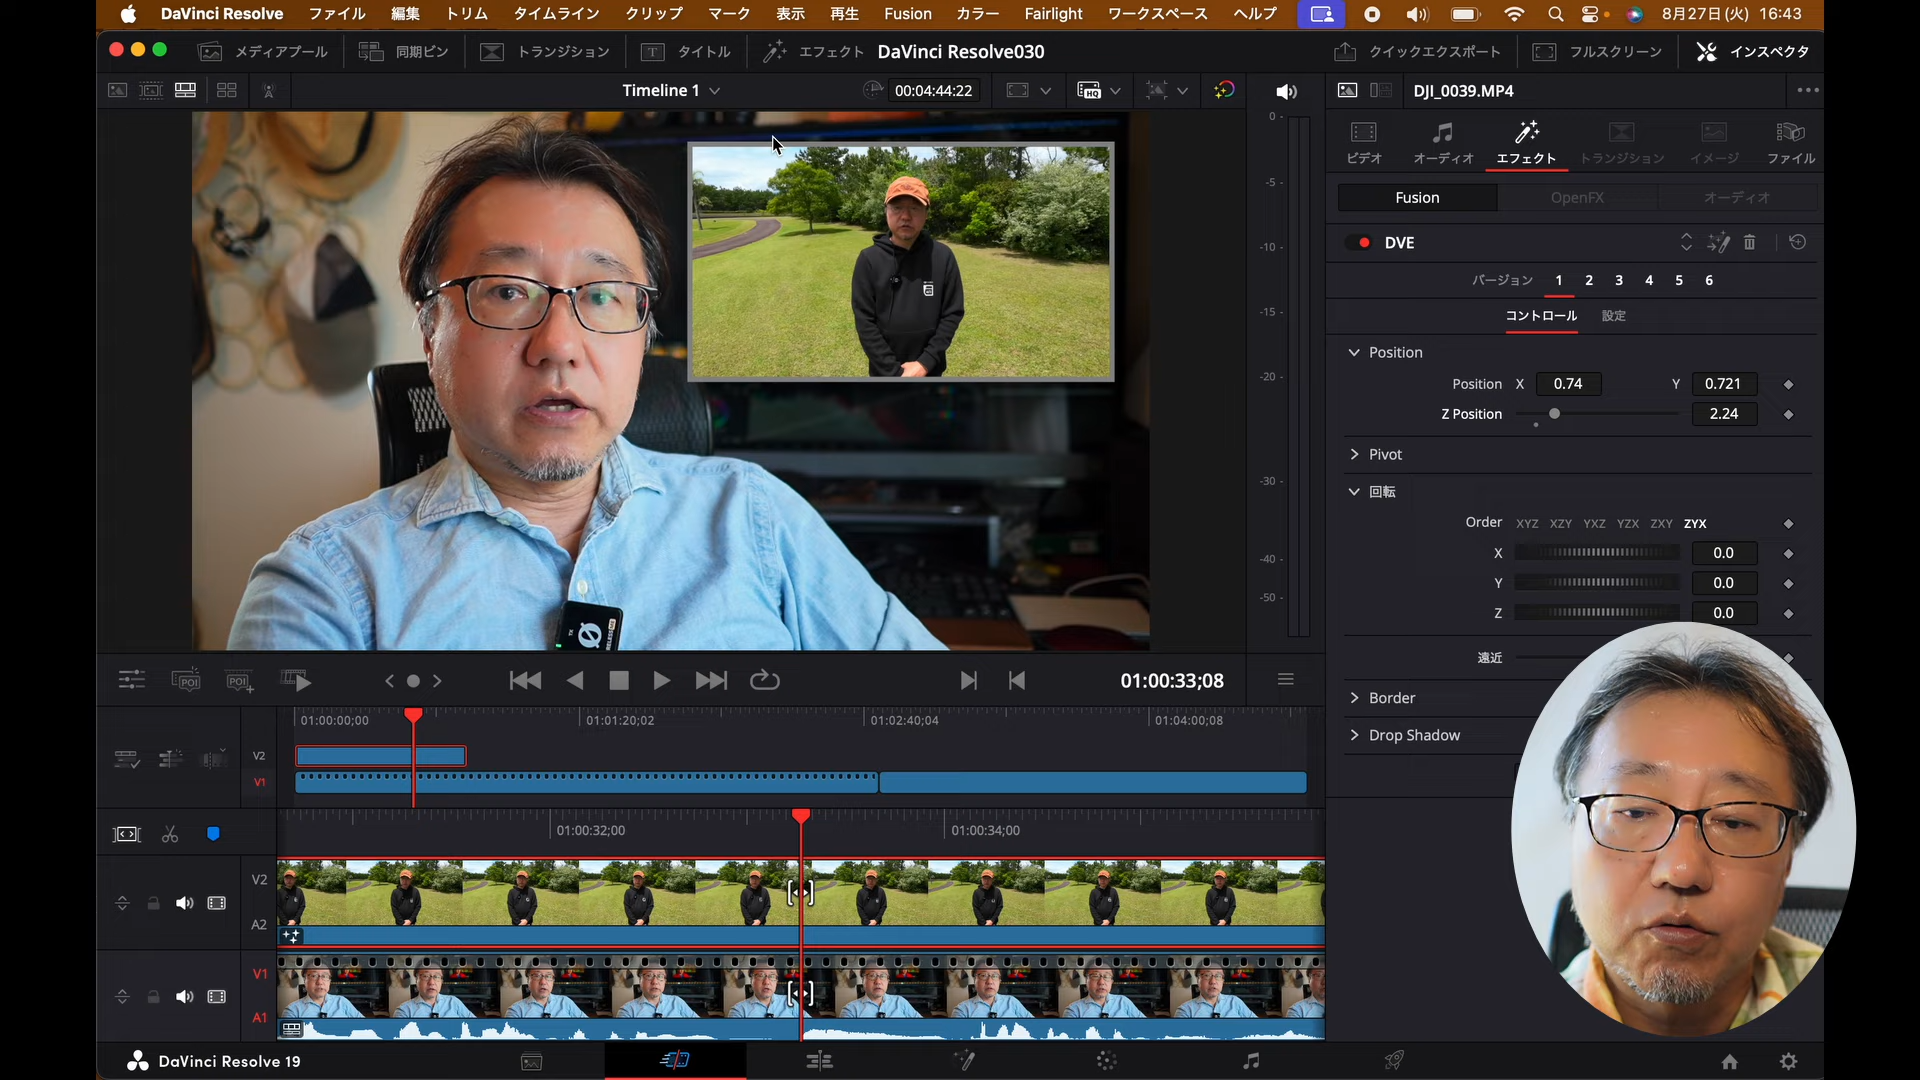 DaVinci Resolve ファイル 編集 トリム タイムライン クリップ マーク 表示 再生 Fusion カラー Fairlight ワークスペース ヘルプ 8月27日(火) 16:43
メディアプール 同期ビン トランジション タイトル エフェクト DaVinci Resolve030 クイックエクスポート フルスクリーン インスペクタ
Timeline 1 00:04:44:22 HQ DJI_0039.MP4
ビデオ オーディオ エフェクト トランジション イメージ ファイル
Fusion OpenFX オーディオ
DVE
バージョン 1 2 3 4 5 6
コントロール 設定
Position
Position X 0.74 Y 0.721
Z Position 2.24
Pivot
回転
Order XYZ XZY YXZ YZX ZXY ZYX
X 0.0
Y 0.0
Z 0.0
遠近
Border
Drop Shadow
0
-5
-10
-15
-20
-30
-40
-50
TX
POI POI 01:00:33;08
01:00:00;00 01:01:20;02 01:02:40;04 01:04:00;08
V2
V1
01:00:32;00 01:00:34;00
V2
A2
V1
A1
DaVinci Resolve 19